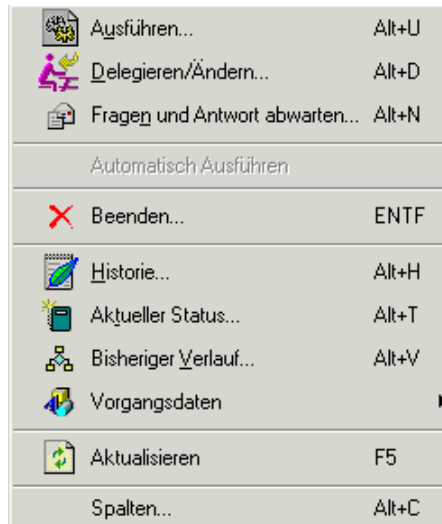 Ausführen... Alt+U
Delegieren/Ändern... Alt+D
Fragen und Antwort abwarten... Alt+N
Automatisch Ausführen
Beenden... ENTF
Historie... Alt+H
Aktueller Status... Alt+T
Bisheriger Verlauf... Alt+V
Vorgangsdaten
Aktualisieren F5
Spalten... Alt+C